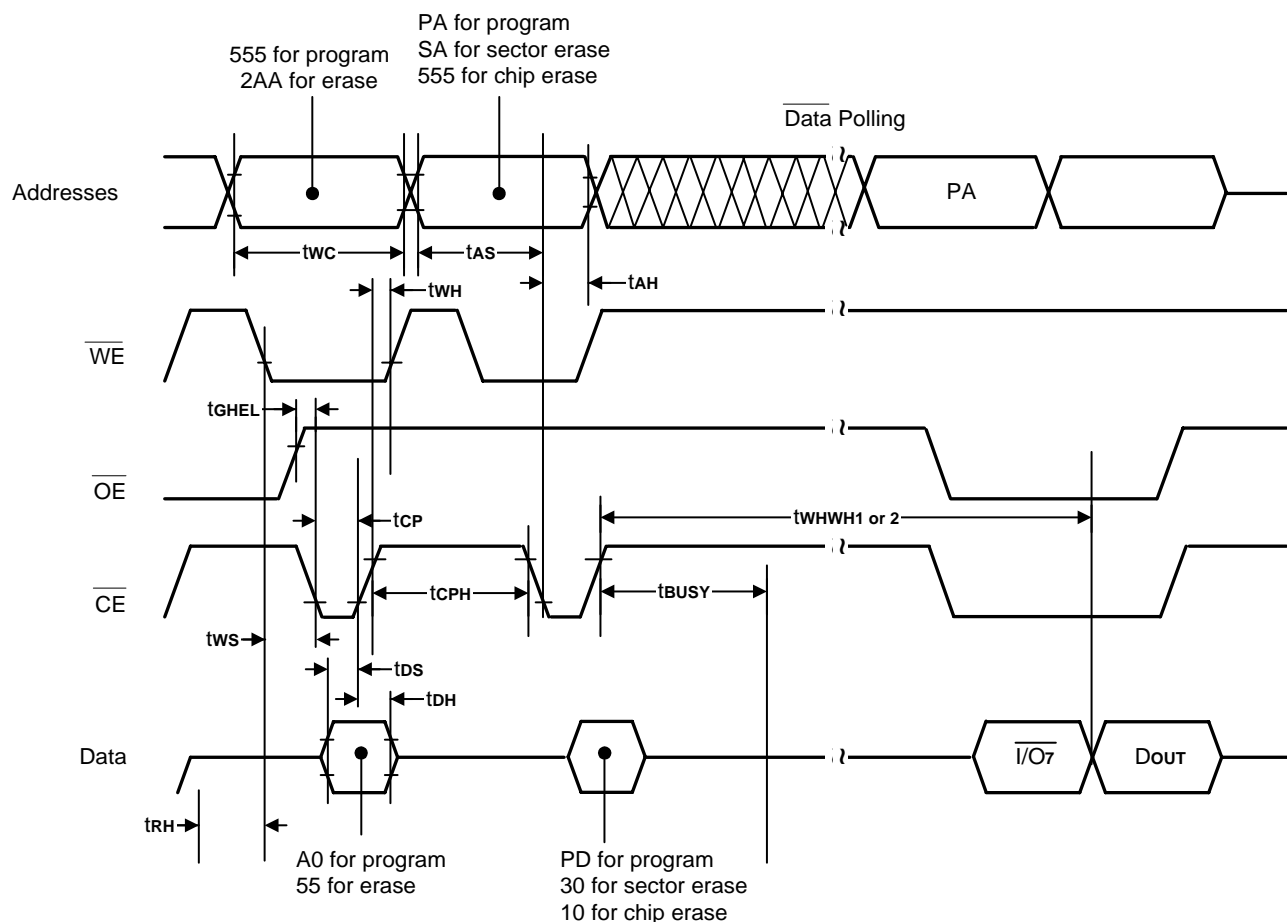 PA for program
SA for sector erase
555 for chip erase
555 for program
2AA for erase
Data Polling
Addresses
PA
tWC
tAS
tWH
tAH
WE
tGHEL
OE
tWHWH1 or 2
tCP
CE
tCPH
tBUSY
tWS
tDS
tDH
Data
I/O7
DOUT
tRH
A0 for program
55 for erase
PD for program
30 for sector erase
10 for chip erase